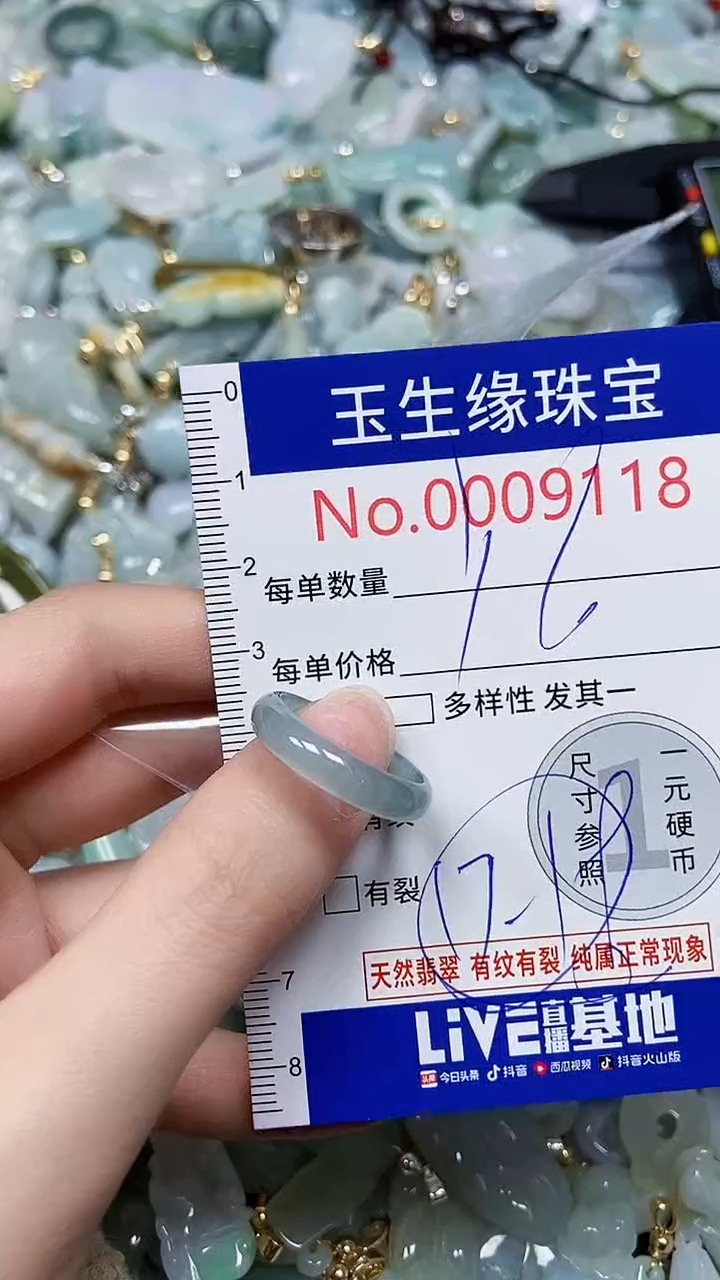 玉生缘珠宝
No.0009118
每单数量
16
每单价格
多样性 发其一
尺寸参照
1
一元硬币
有裂
17-18
天然翡翠 有纹有裂 纯属正常现象
LiVE直播基地
头条 今日头条 抖音 西瓜视频 抖音火山版
0
1
2
3
7
8